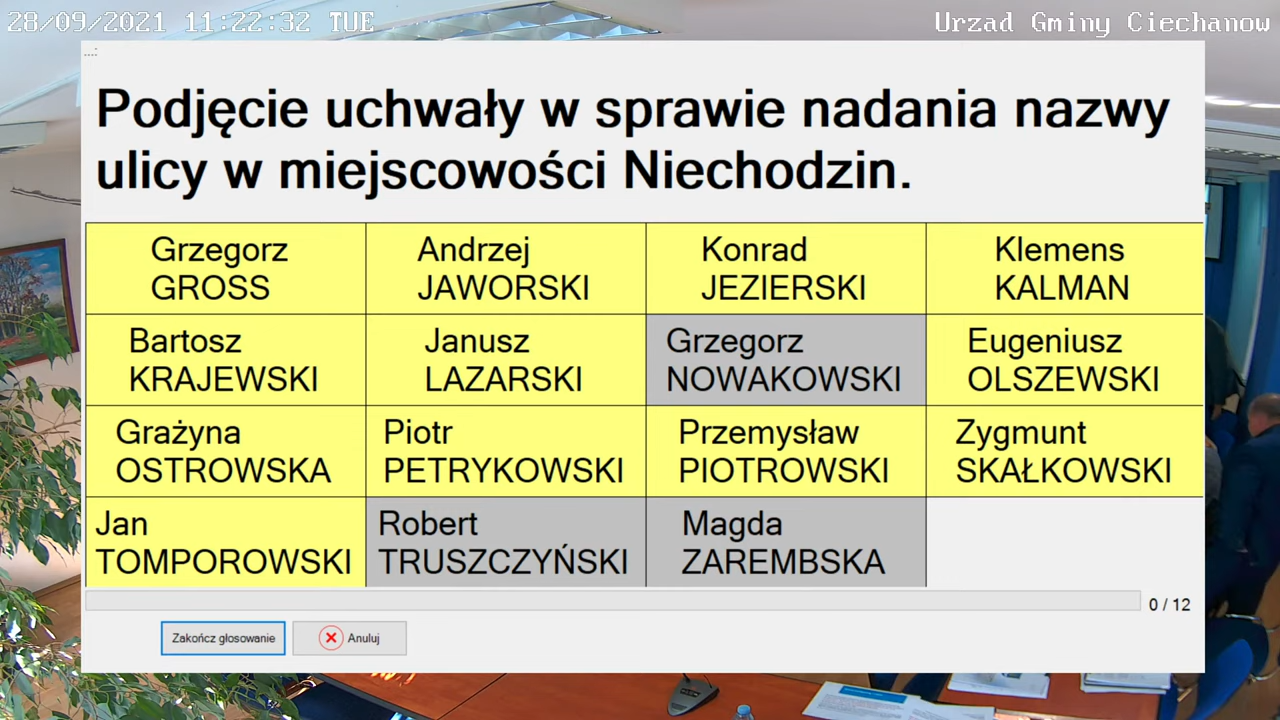 28/09/2021 11:22:32 TUE
Urzad Gminy Ciechanow
Podjęcie uchwały w sprawie nadania nazwy
ulicy w miejscowości Niechodzin.
Grzegorz
GROSS
Andrzej
JAWORSKI
Konrad
JEZIERSKI
Klemens
KALMAN
Bartosz
KRAJEWSKI
Janusz
LAZARSKI
Grzegorz
NOWAKOWSKI
Eugeniusz
OLSZEWSKI
Grażyna
OSTROWSKA
Piotr
PETRYKOWSKI
Przemysław
PIOTROWSKI
Zygmunt
SKAŁKOWSKI
Jan
TOMPOROWSKI
Robert
TRUSZCZYŃSKI
Magda
ZAREMBSKA
0 / 12
Zakończ głosowanie
Anuluj